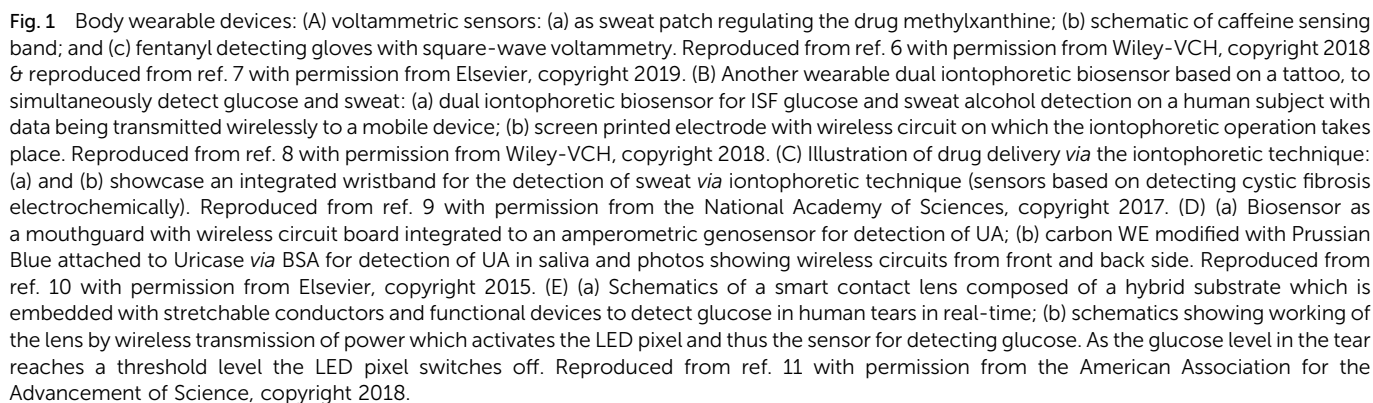 Fig. 1 Body wearable devices: (A) voltammetric sensors: (a) as sweat patch regulating the drug methylxanthine; (b) schematic of caffeine sensing
band; and (c) fentanyl detecting gloves with square-wave voltammetry. Reproduced from ref. 6 with permission from Wiley-VCH, copyright 2018
& reproduced from ref. 7 with permission from Elsevier, copyright 2019. (B) Another wearable dual iontophoretic biosensor based on a tattoo, to
simultaneously detect glucose and sweat: (a) dual iontophoretic biosensor for ISF glucose and sweat alcohol detection on a human subject with
data being transmitted wirelessly to a mobile device; (b) screen printed electrode with wireless circuit on which the iontophoretic operation takes
place. Reproduced from ref. 8 with permission from Wiley-VCH, copyright 2018. (C) Illustration of drug delivery via the iontophoretic technique:
(a) and (b) showcase an integrated wristband for the detection of sweat via iontophoretic technique (sensors based on detecting cystic fibrosis
electrochemically). Reproduced from ref. 9 with permission from the National Academy of Sciences, copyright 2017. (D) (a) Biosensor as
a mouthguard with wireless circuit board integrated to an amperometric genosensor for detection of UA; (b) carbon WE modified with Prussian
Blue attached to Uricase via BSA for detection of UA in saliva and photos showing wireless circuits from front and back side. Reproduced from
ref. 10 with permission from Elsevier, copyright 2015. (E) (a) Schematics of a smart contact lens composed of a hybrid substrate which is
embedded with stretchable conductors and functional devices to detect glucose in human tears in real-time; (b) schematics showing working of
the lens by wireless transmission of power which activates the LED pixel and thus the sensor for detecting glucose. As the glucose level in the tear
reaches a threshold level the LED pixel switches off. Reproduced from ref. 11 with permission from the American Association for the
Advancement of Science, copyright 2018.